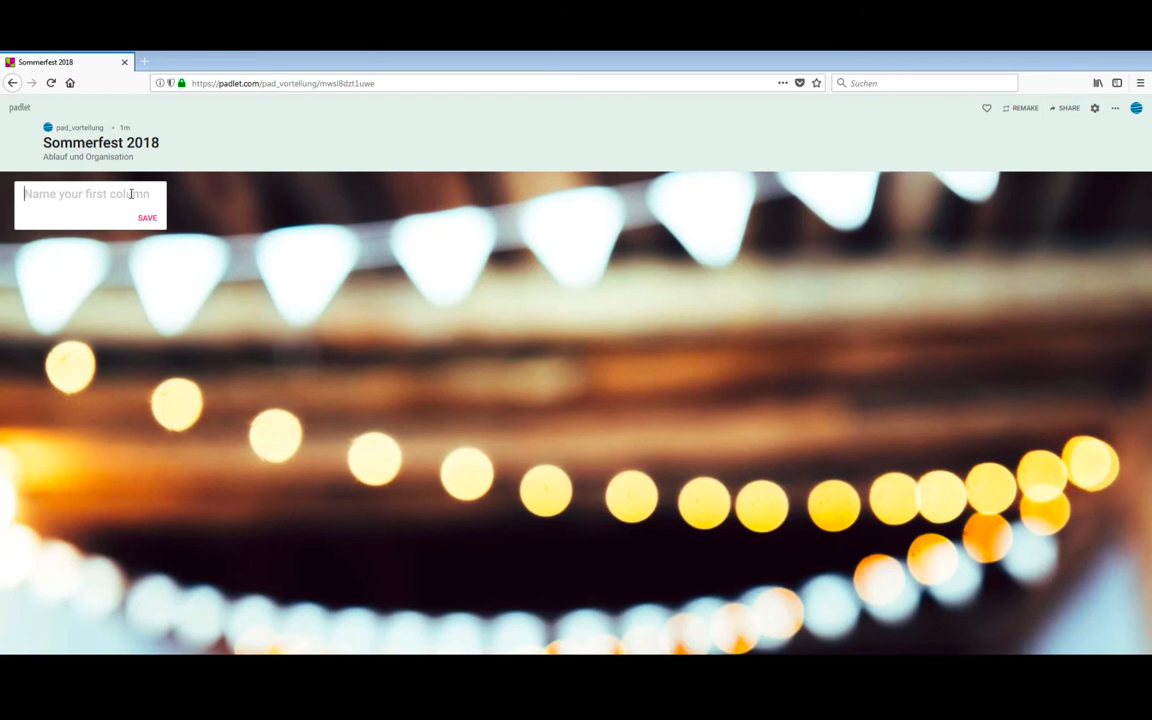 Sommerfest 2018
https://padlet.com/pad_vortellung/mwsl8dzt1uwe
Suchen
padlet
REMAKE
SHARE
pad_vortellung • 1m
Sommerfest 2018
Ablauf und Organisation
Name your first column
SAVE